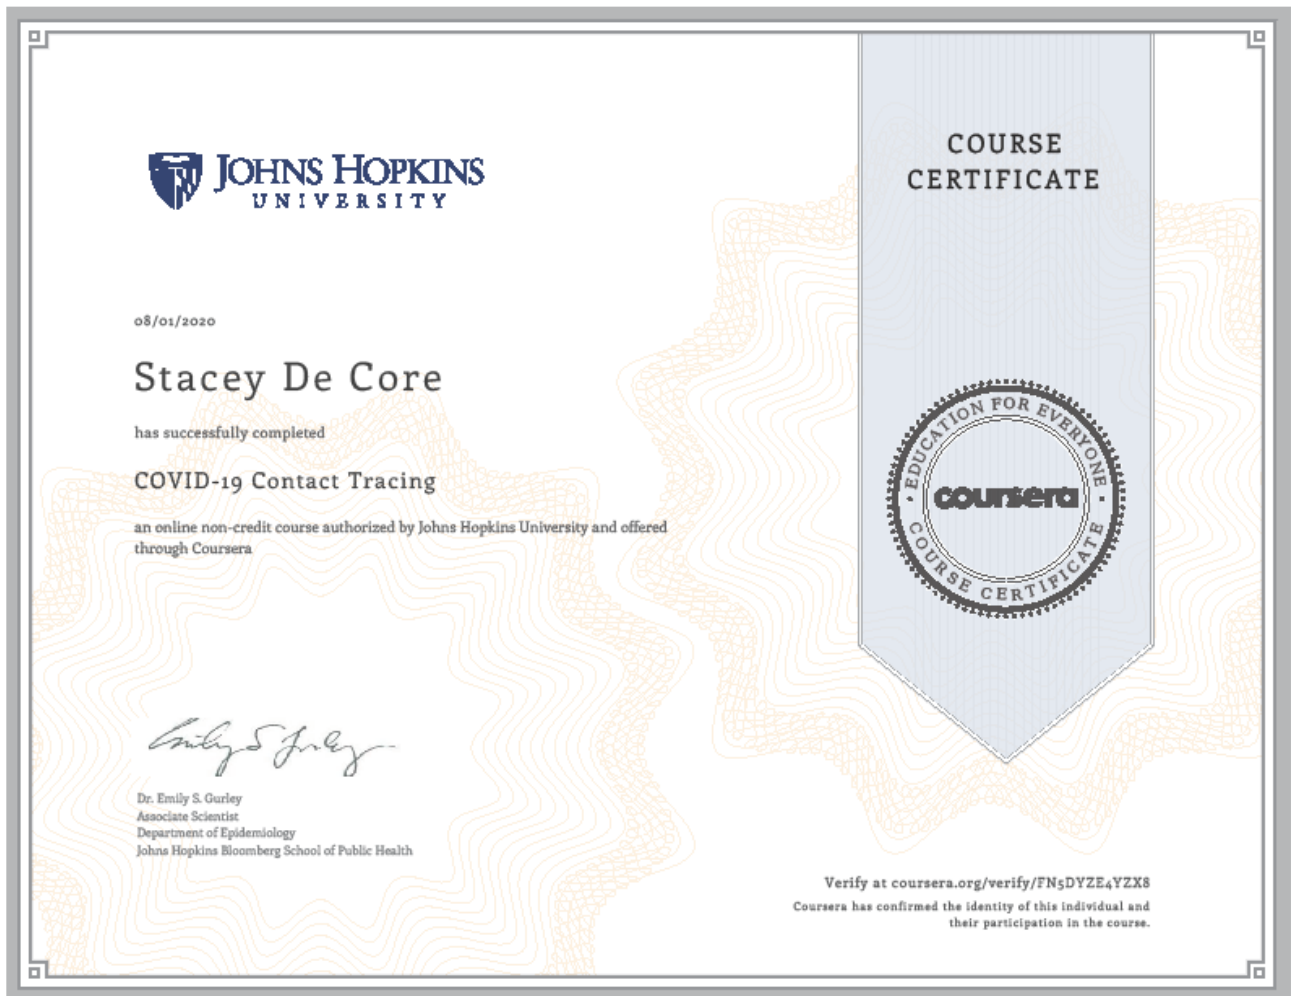 JOHNS HOPKINS
UNIVERSITY
COURSE
CERTIFICATE
08/01/2020
Stacey De Core
has successfully completed
COVID-19 Contact Tracing
an online non-credit course authorized by Johns Hopkins University and offered
through Coursera
EDUCATION FOR EVERYONE
coursera
COURSE CERTIFICATE
Emily S Gurley
Dr. Emily S. Gurley
Associate Scientist
Department of Epidemiology
Johns Hopkins Bloomberg School of Public Health
Verify at coursera.org/verify/FN5DYZE4YZX8
Coursera has confirmed the identity of this individual and
their participation in the course.